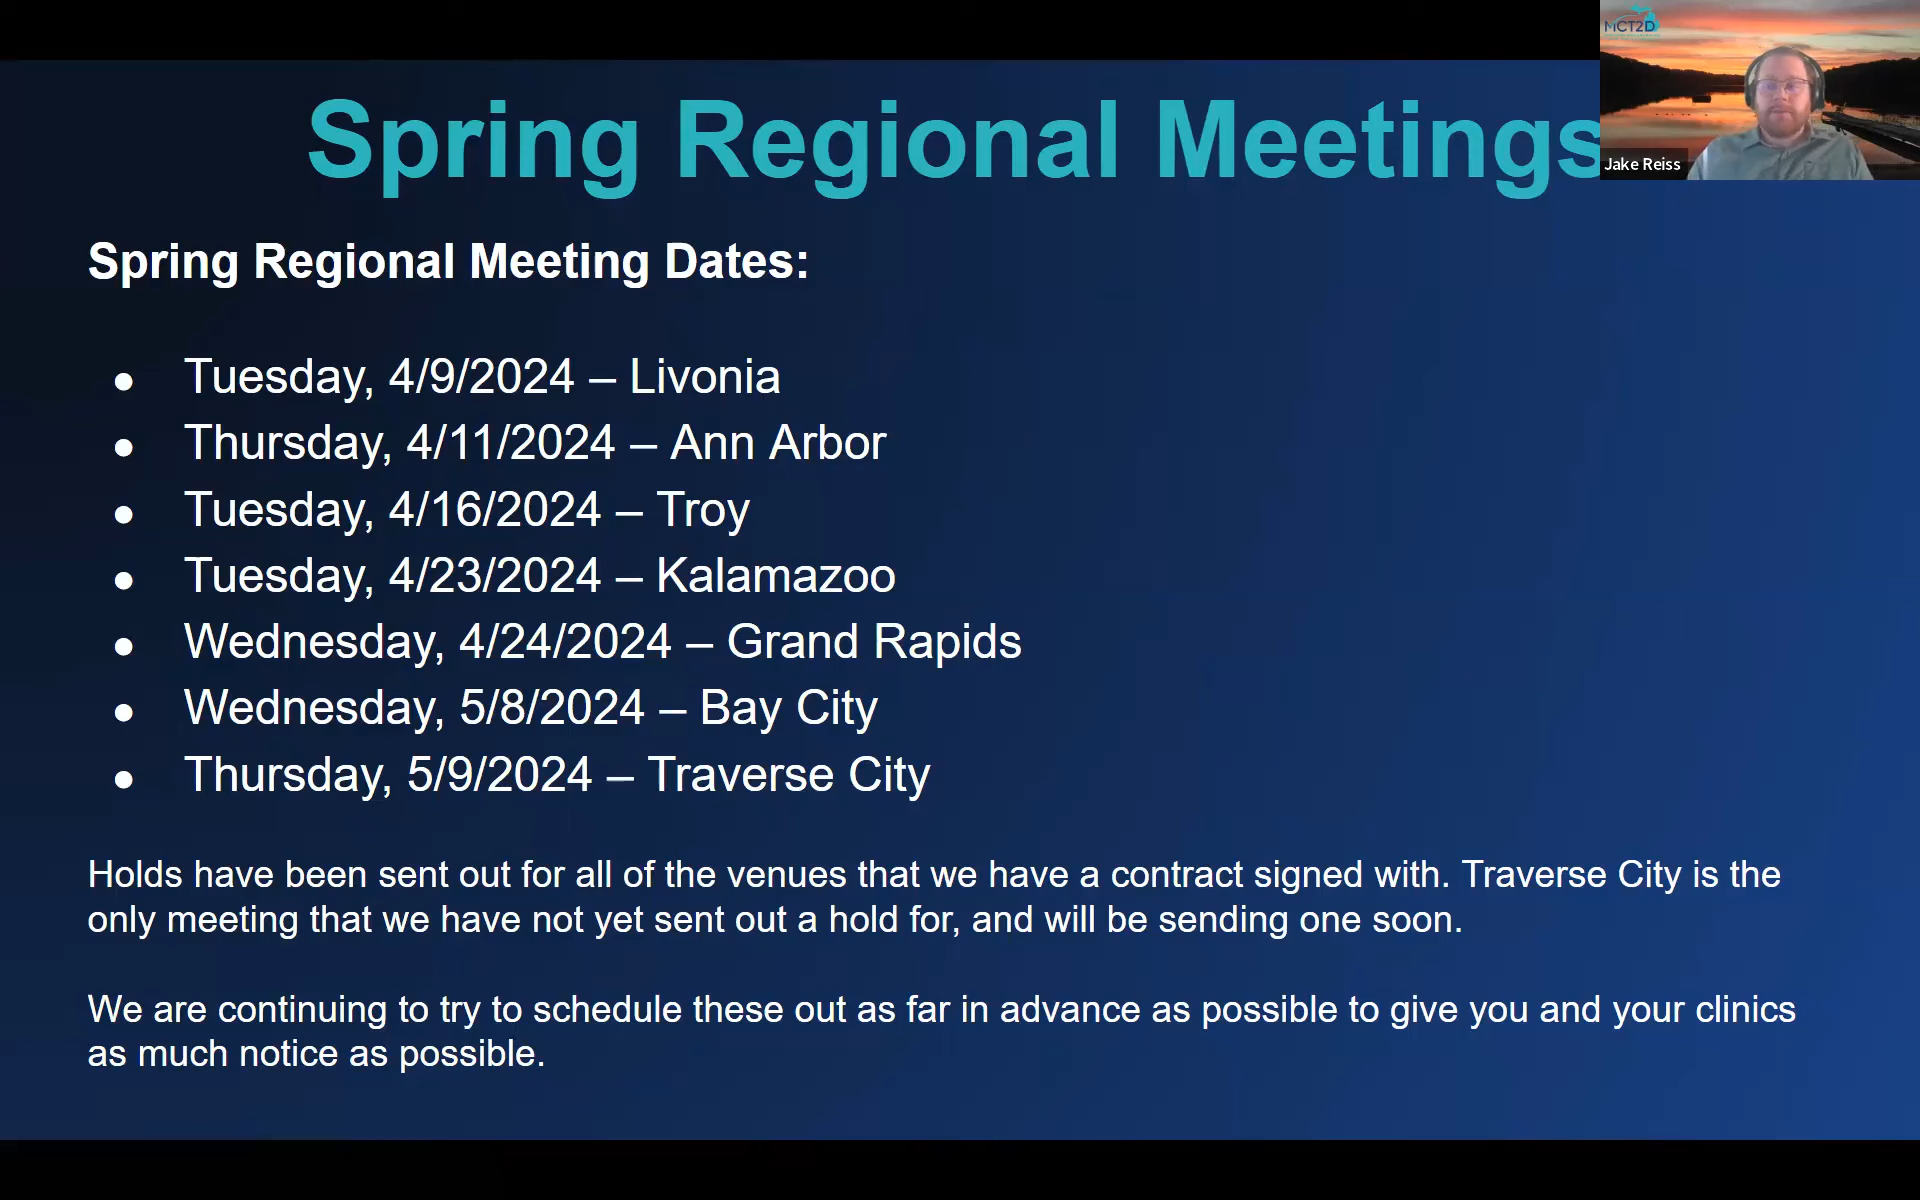 MCT2D
Spring Regional Meetings
Jake Reiss
Spring Regional Meeting Dates:
● Tuesday, 4/9/2024 – Livonia
● Thursday, 4/11/2024 – Ann Arbor
● Tuesday, 4/16/2024 – Troy
● Tuesday, 4/23/2024 – Kalamazoo
● Wednesday, 4/24/2024 – Grand Rapids
● Wednesday, 5/8/2024 – Bay City
● Thursday, 5/9/2024 – Traverse City
Holds have been sent out for all of the venues that we have a contract signed with. Traverse City is the
only meeting that we have not yet sent out a hold for, and will be sending one soon.
We are continuing to try to schedule these out as far in advance as possible to give you and your clinics
as much notice as possible.